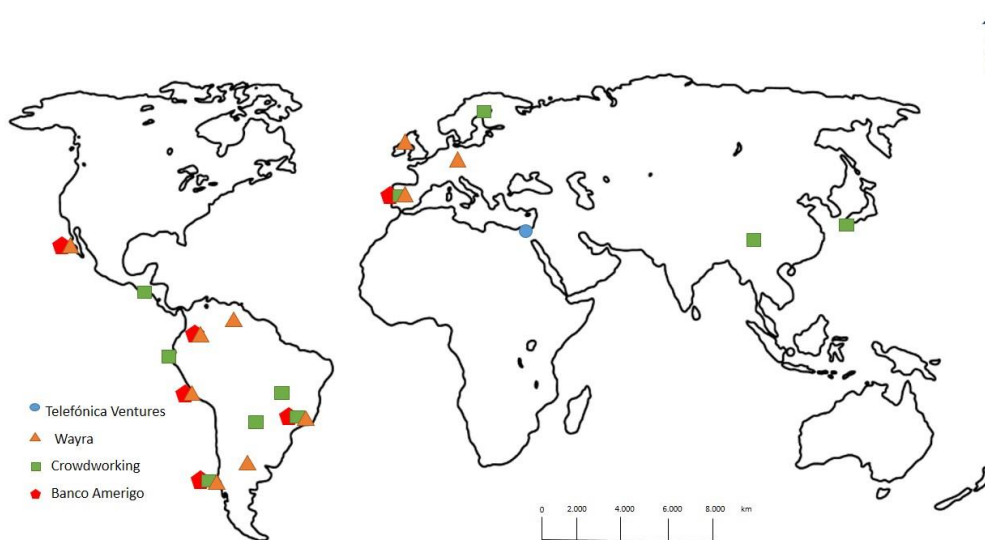 Telefónica Ventures
Wayra
Crowdworking
Banco Amerigo
0 2.000 4.000 6.000 8.000 km